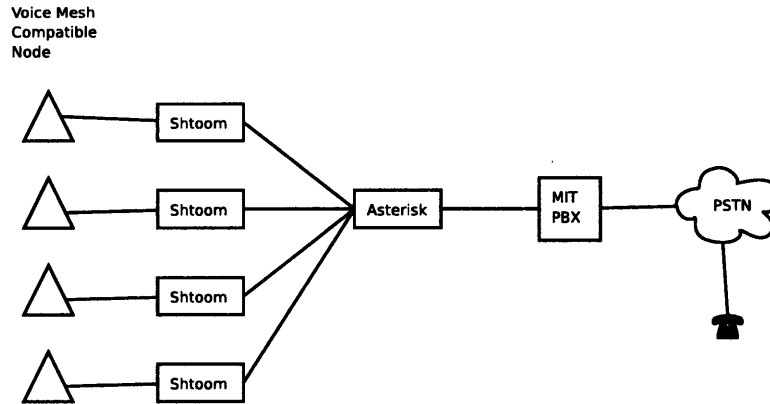 Voice Mesh
Compatible
Node
Shtoom
Shtoom
Asterisk
MIT
PBX
PSTN
Shtoom
Shtoom